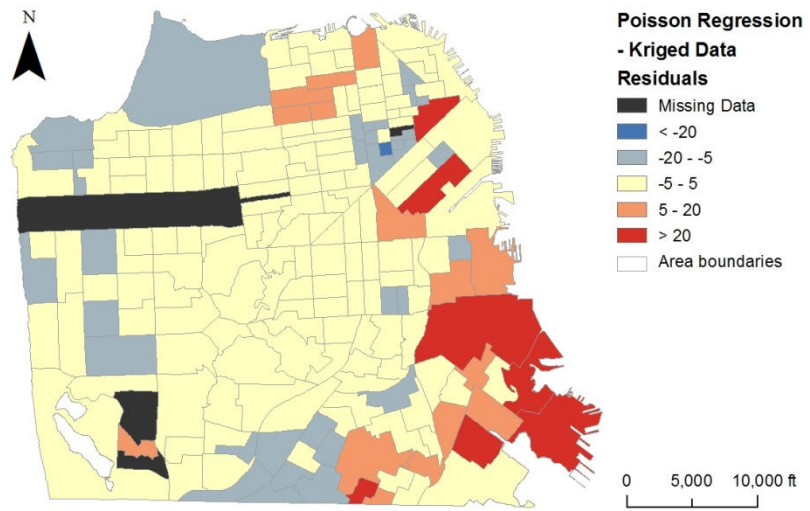 N
Poisson Regression
- Kriged Data
Residuals
Missing Data
< -20
-20 - -5
-5 - 5
5 - 20
> 20
Area boundaries
0 5,000 10,000 ft